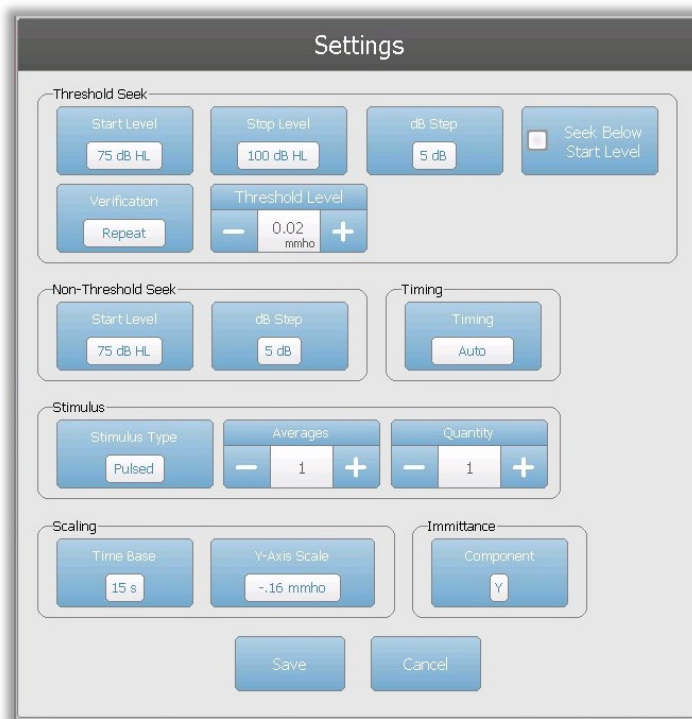 Settings
Threshold Seek
Start Level
75 dB HL
Stop Level
100 dB HL
dB Step
5 dB
Seek Below
Start Level
Verification
Repeat
Threshold Level
− 0.02 +
mmho
Non-Threshold Seek
Start Level
75 dB HL
dB Step
5 dB
Timing
Timing
Auto
Stimulus
Stimulus Type
Pulsed
Averages
− 1 +
Quantity
− 1 +
Scaling
Time Base
15 s
Y-Axis Scale
-.16 mmho
Immittance
Component
Y
Save
Cancel